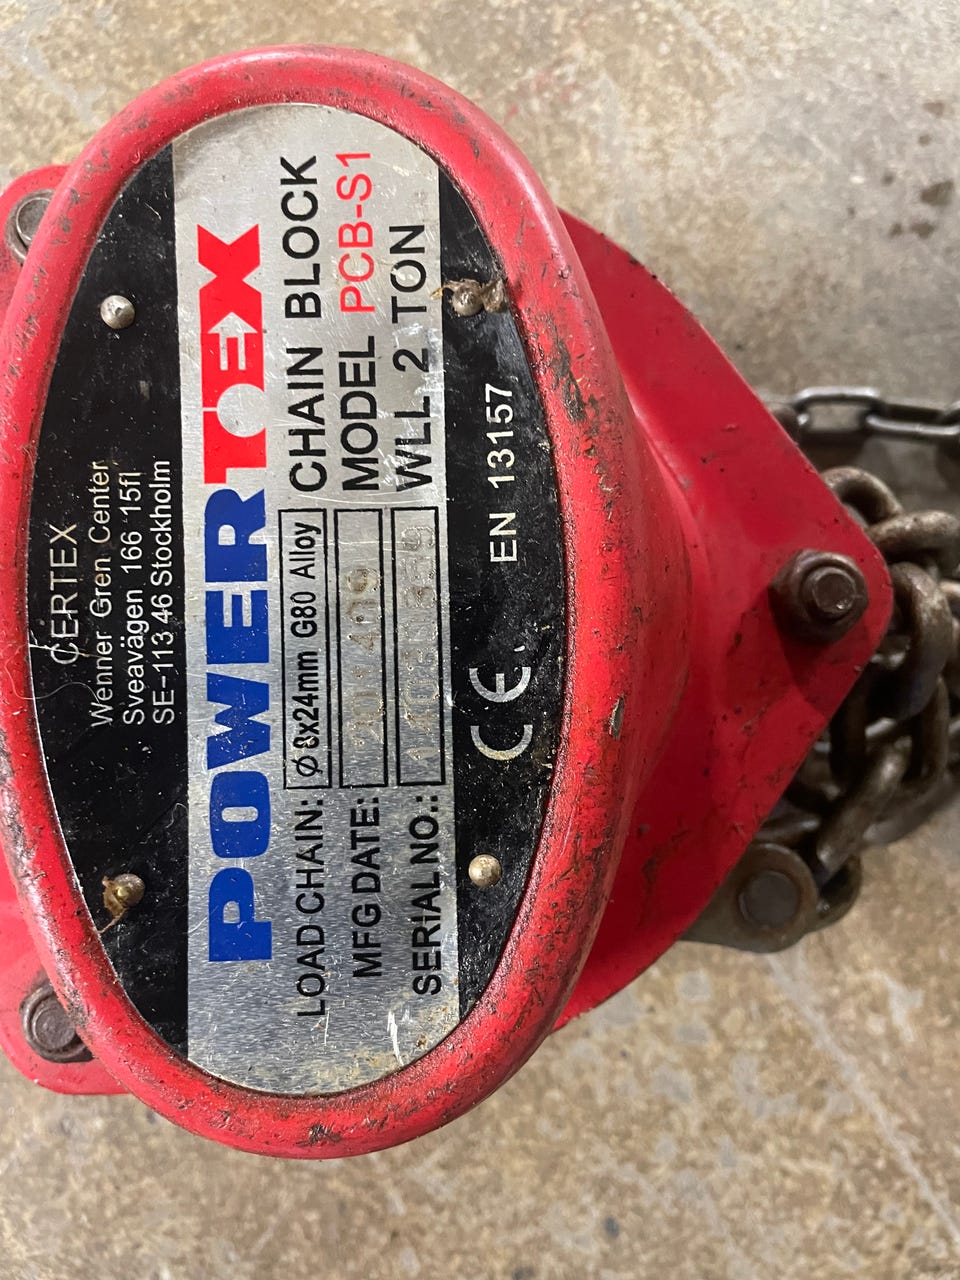 CERTEX
Wenner Gren Center
Sveavägen 166 15fl
SE-113 46 Stockholm
POWERTEX
LOAD CHAIN: Ø 8x24mm G80 Alloy CHAIN BLOCK
MFG DATE: MODEL PCB-S1
SERIAL NO.: WLL 2 TON
CE EN 13157